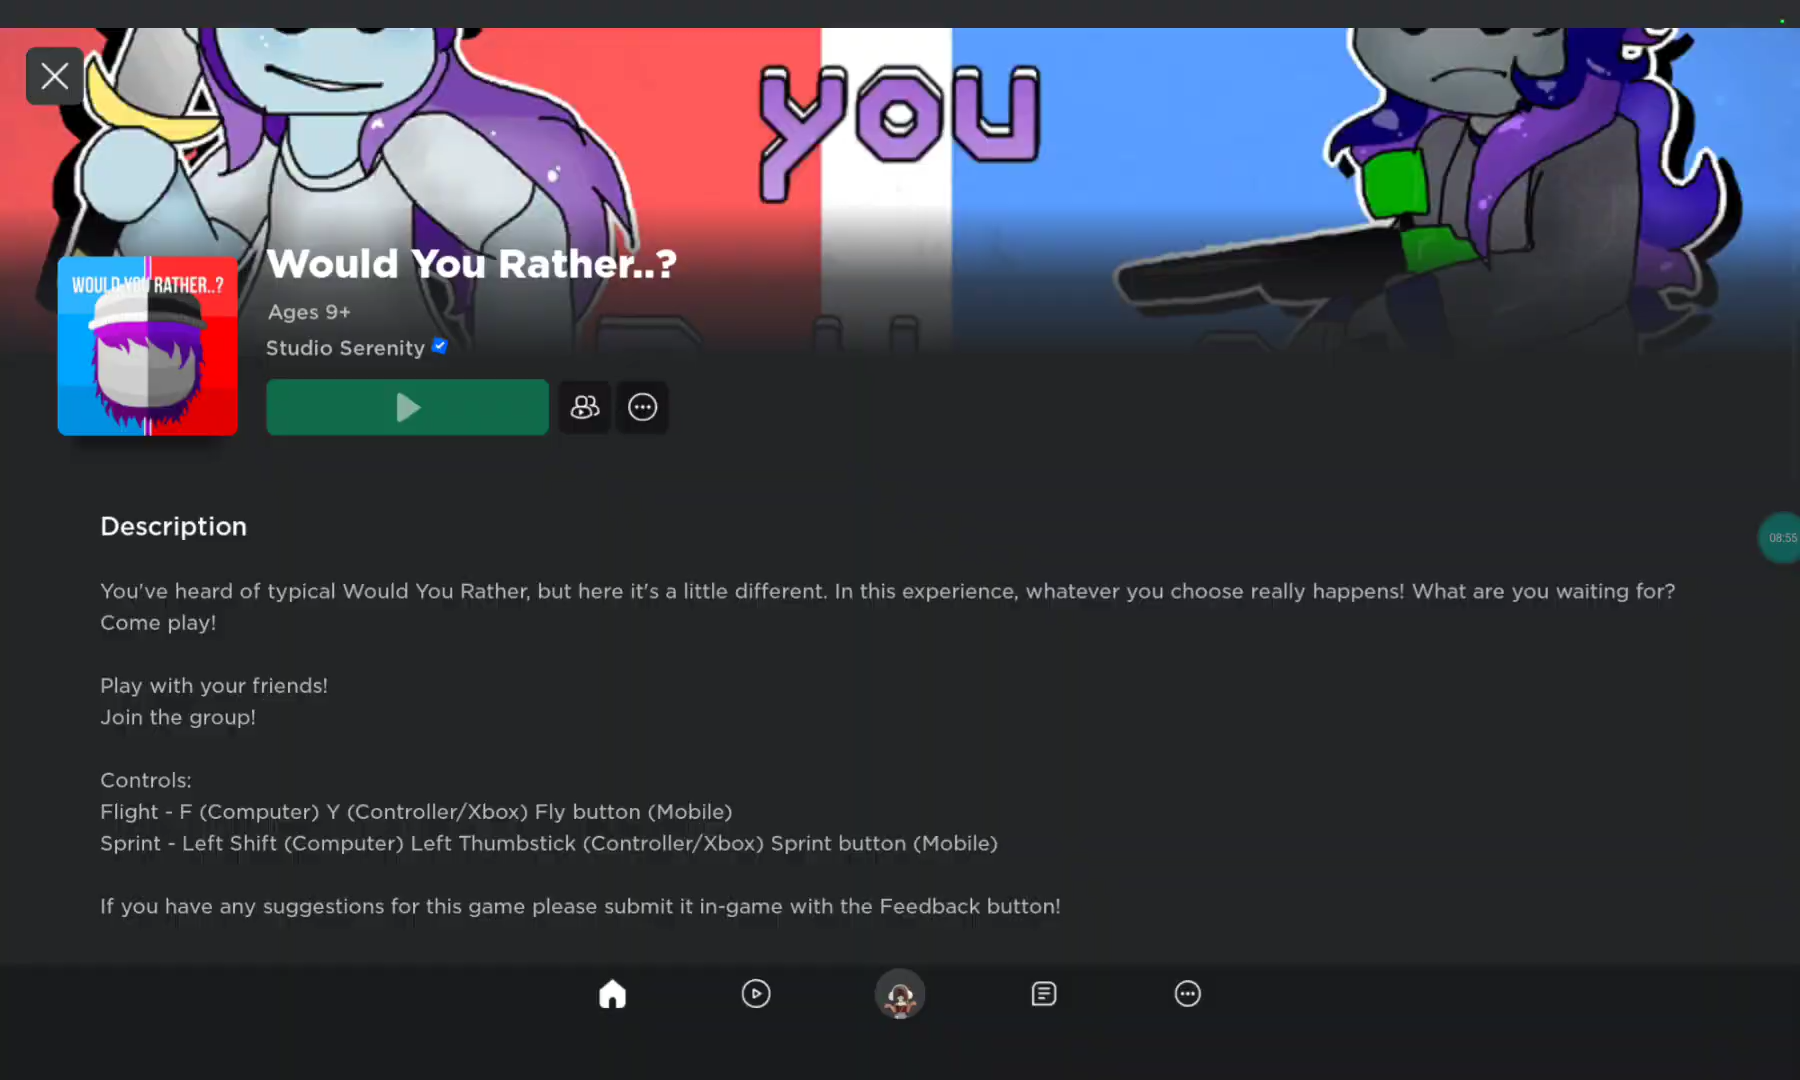 YOU
WOULD YOU RATHER..?
Would You Rather..?
Ages 9+
Studio Serenity
Description
08:55
You've heard of typical Would You Rather, but here it's a little different. In this experience, whatever you choose really happens! What are you waiting for?
Come play!
Play with your friends!
Join the group!
Controls:
Flight - F (Computer) Y (Controller/Xbox) Fly button (Mobile)
Sprint - Left Shift (Computer) Left Thumbstick (Controller/Xbox) Sprint button (Mobile)
If you have any suggestions for this game please submit it in-game with the Feedback button!